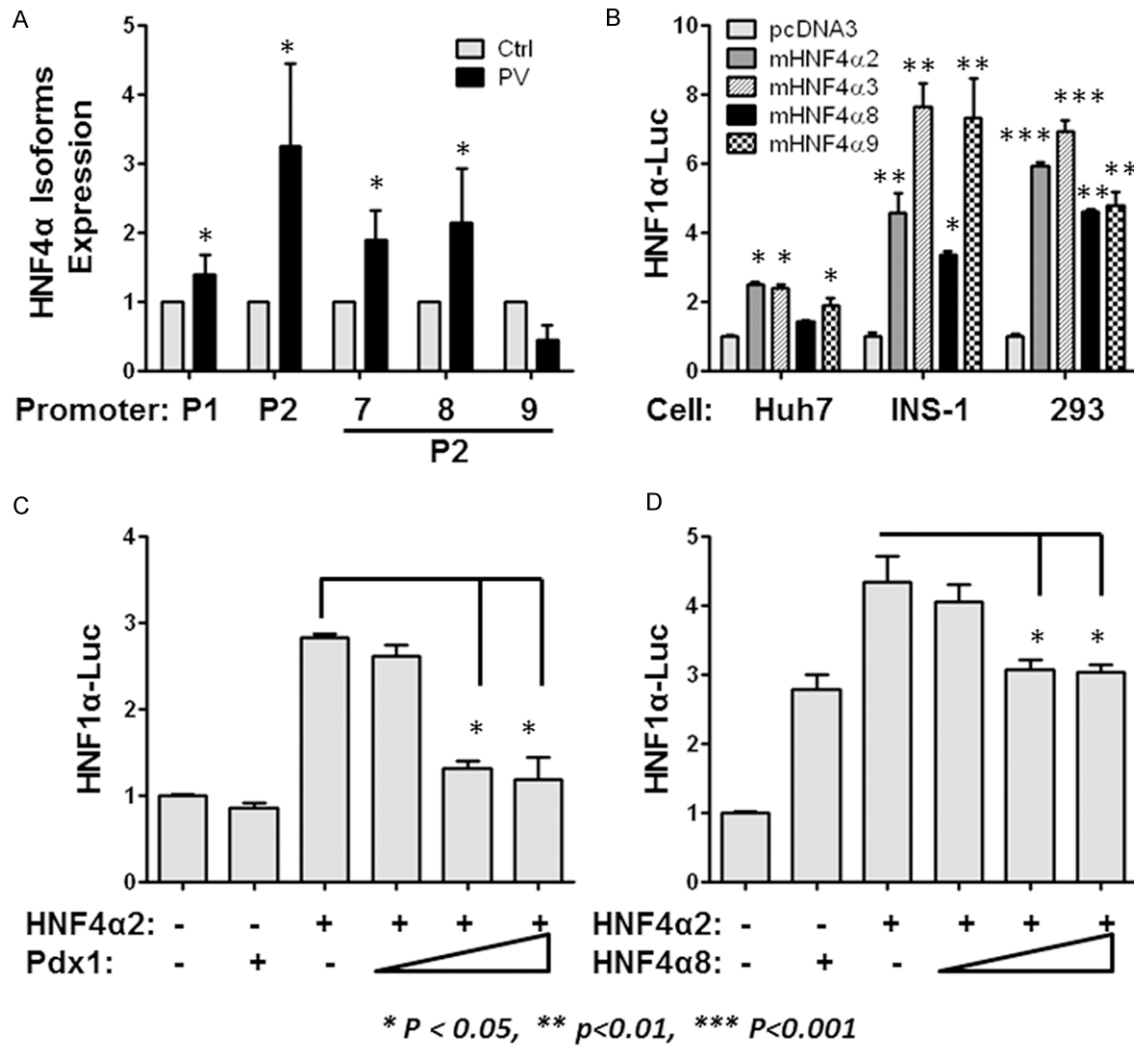 A
HNF4α Isoforms
Expression
5
4
3
2
1
0
* * * *
Ctrl
PV
Promoter: P1 P2 7 8 9
P2
B
HNF1α-Luc
10
8
6
4
2
0
pcDNA3
mHNF4α2
mHNF4α3
mHNF4α8
mHNF4α9
* * * ** ** * ** *** *** ** **
Cell: Huh7 INS-1 293
C
HNF1α-Luc
4
3
2
1
0
* *
HNF4α2: - - + + + +
Pdx1: - + -
D
HNF1α-Luc
5
4
3
2
1
0
* *
HNF4α2: - - + + + +
HNF4α8: - + -
* P < 0.05, ** p<0.01, *** P<0.001